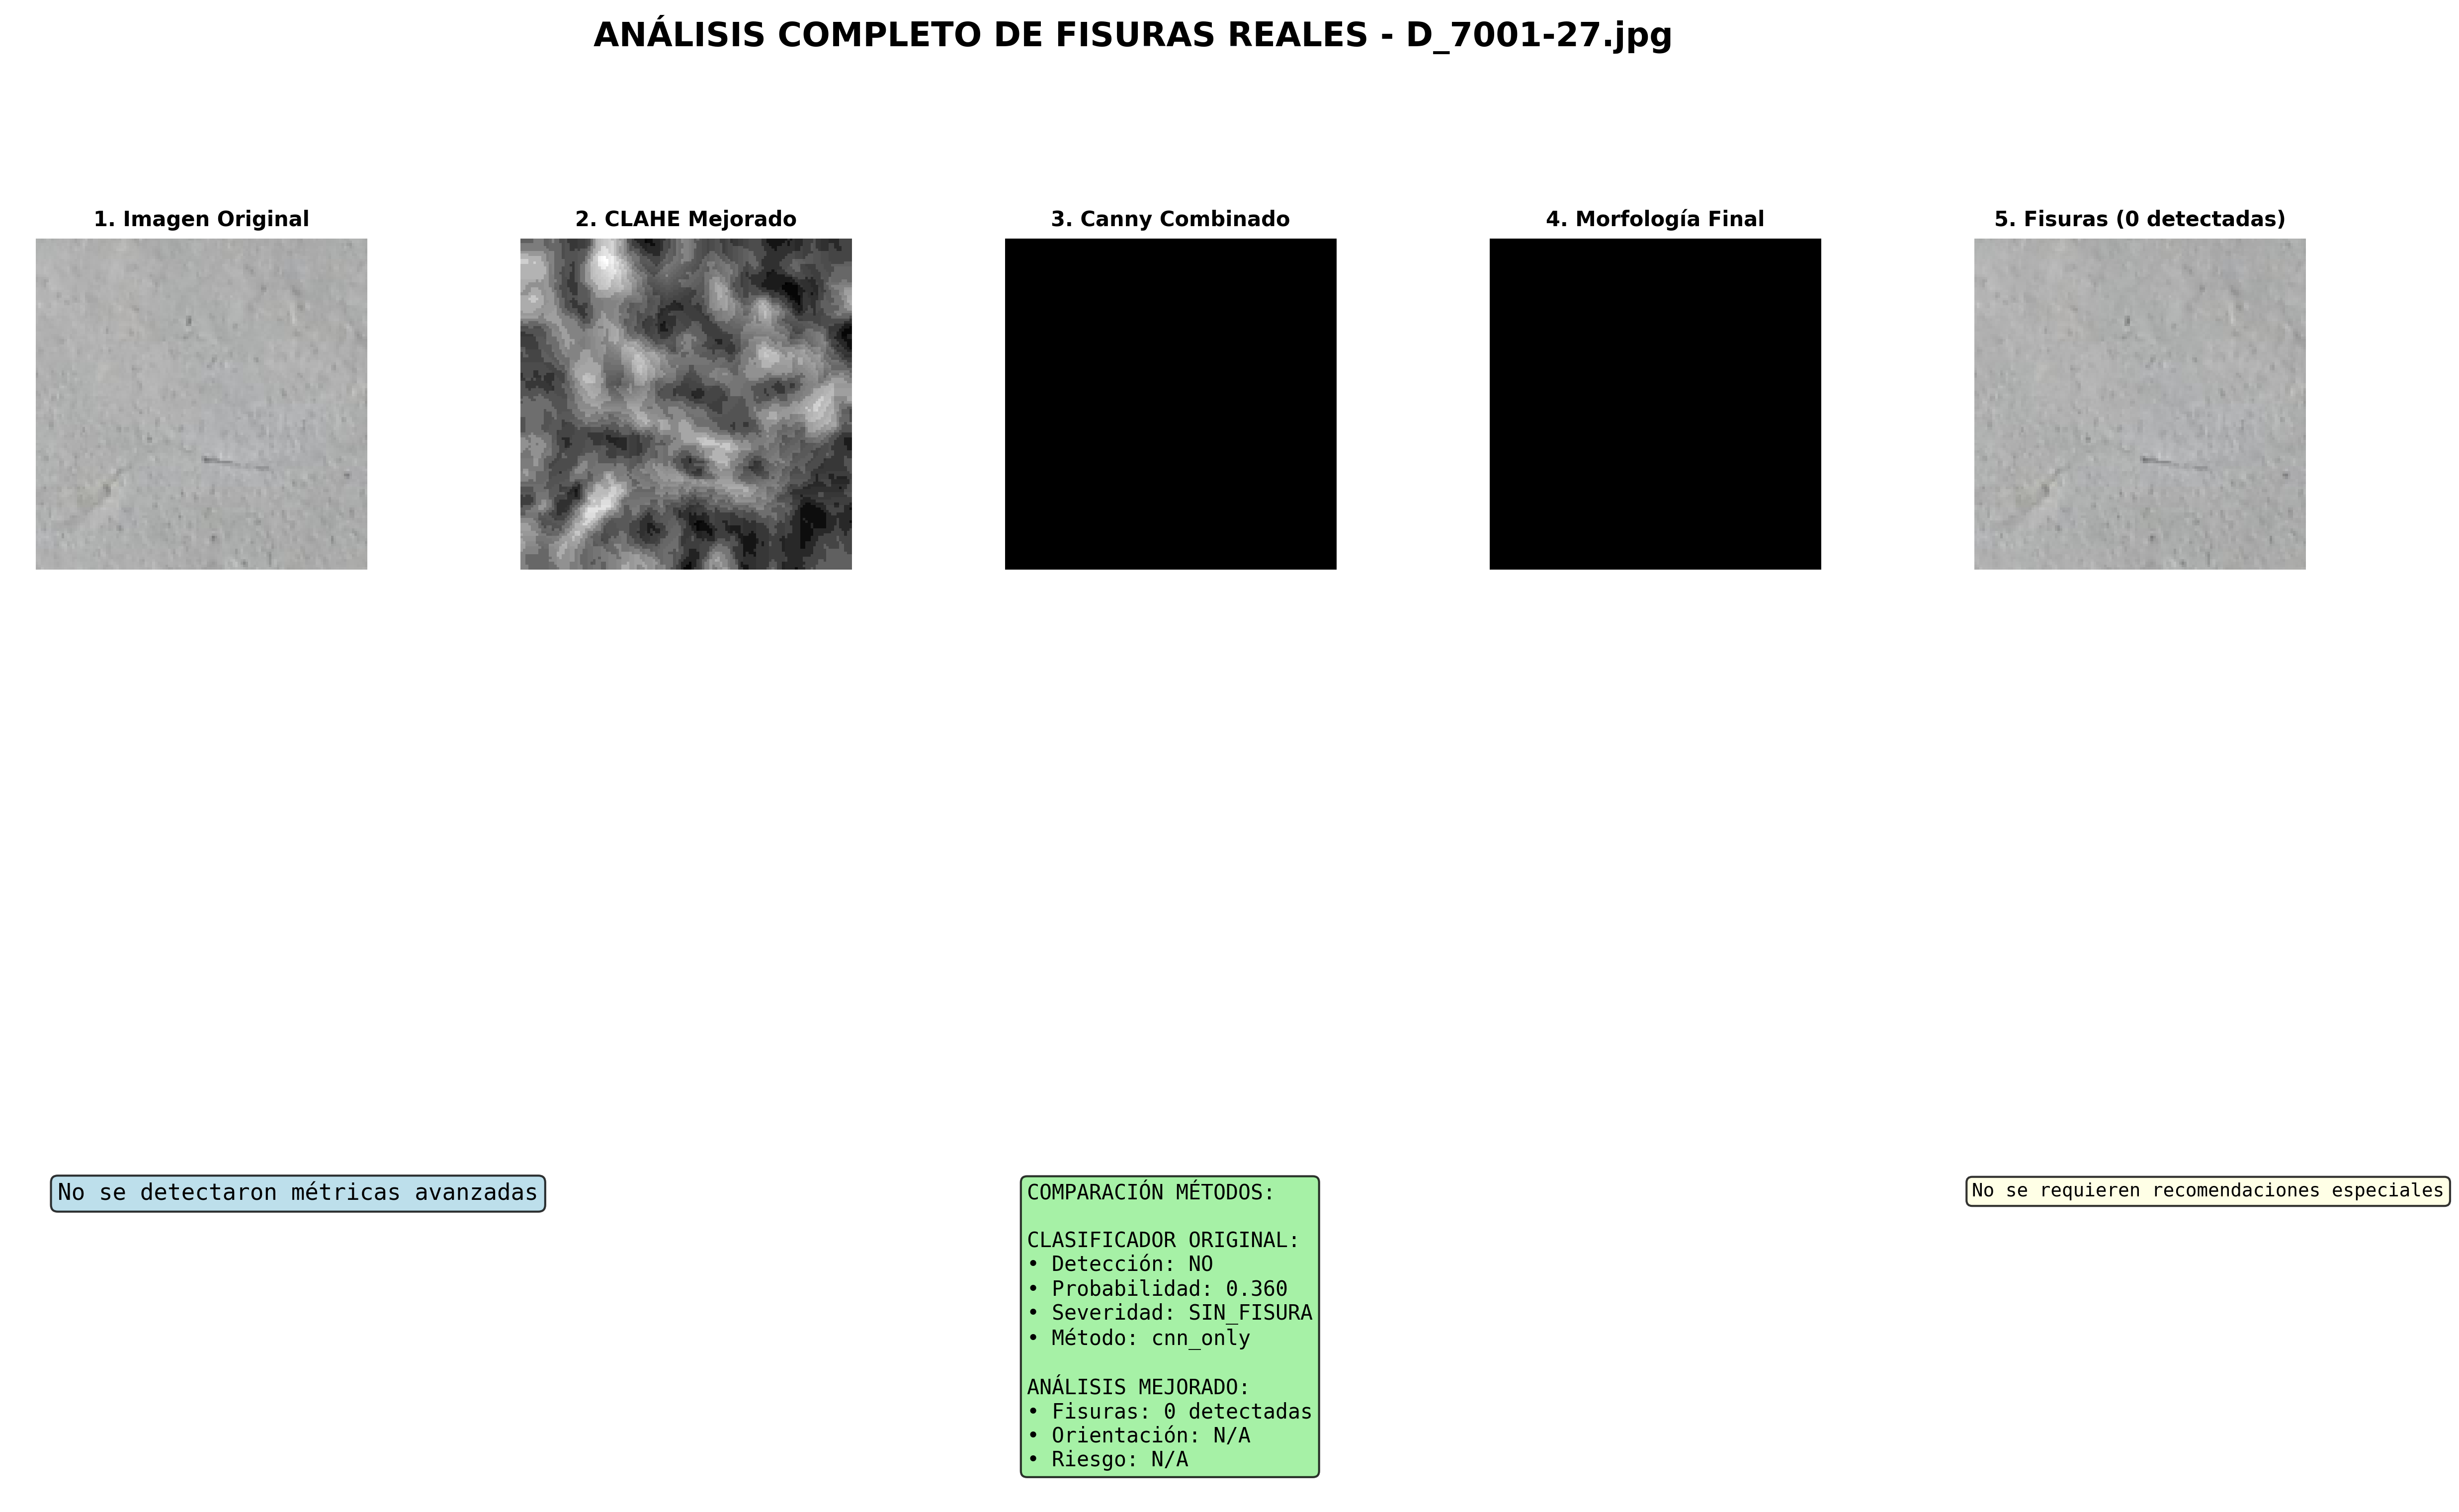 ANÁLISIS COMPLETO DE FISURAS REALES - D_7001-27.jpg
1. Imagen Original
2. CLAHE Mejorado
3. Canny Combinado
4. Morfología Final
5. Fisuras (0 detectadas)
No se detectaron métricas avanzadas
COMPARACIÓN MÉTODOS:
CLASIFICADOR ORIGINAL:
• Detección: NO
• Probabilidad: 0.360
• Severidad: SIN_FISURA
• Método: cnn_only
ANÁLISIS MEJORADO:
• Fisuras: 0 detectadas
• Orientación: N/A
• Riesgo: N/A
No se requieren recomendaciones especiales